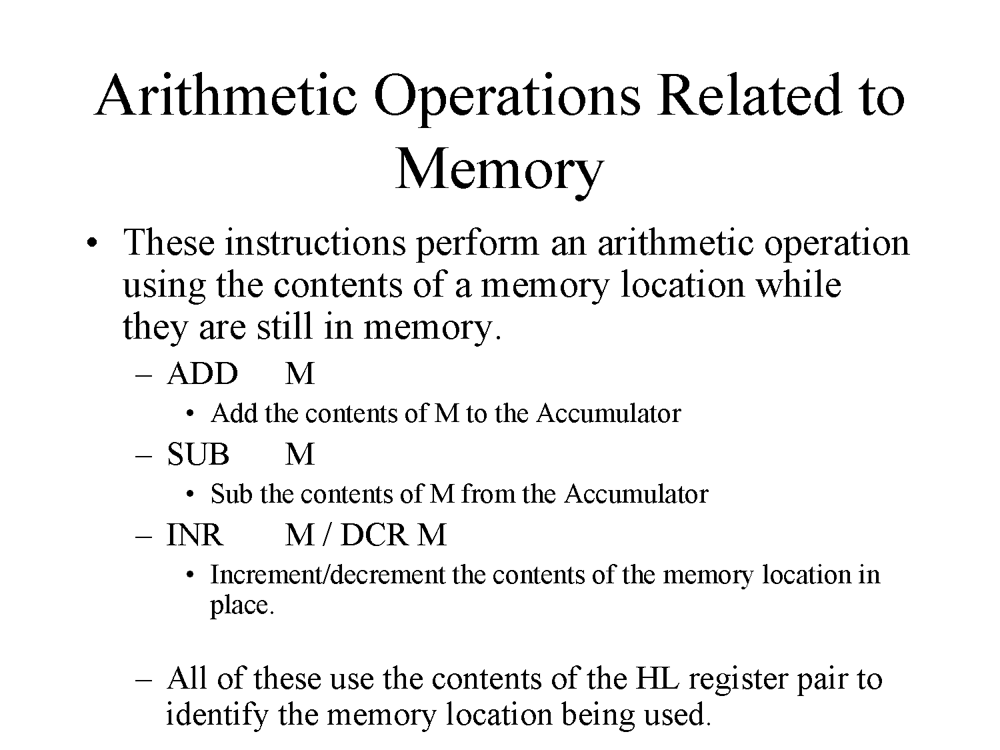 Arithmetic Operations Related to
Memory
• These instructions perform an arithmetic operation
using the contents of a memory location while
they are still in memory.
– ADD M
• Add the contents of M to the Accumulator
– SUB M
• Sub the contents of M from the Accumulator
– INR M / DCR M
• Increment/decrement the contents of the memory location in
place.
– All of these use the contents of the HL register pair to
identify the memory location being used.